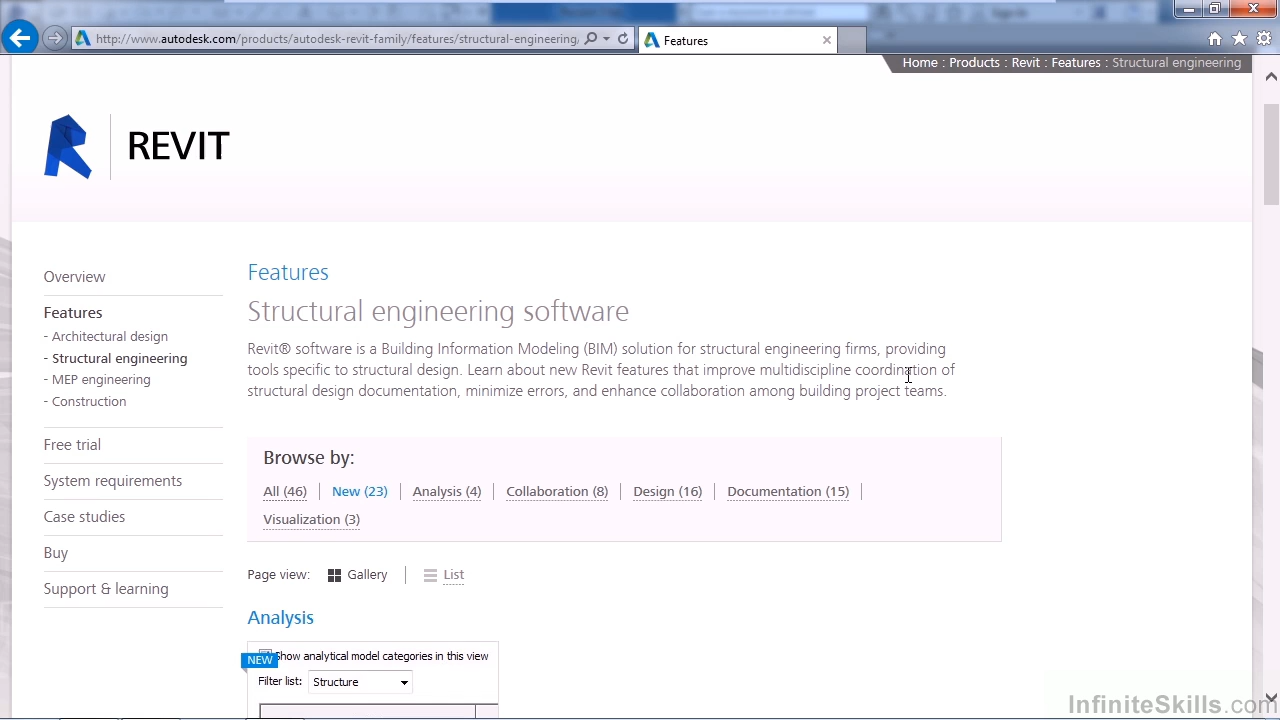 http://www.autodesk.com/products/autodesk-revit-family/features/structural-engineering/
Features
Home : Products : Revit : Features : Structural engineering
REVIT
Overview
Features
- Architectural design
- Structural engineering
- MEP engineering
- Construction
Free trial
System requirements
Case studies
Buy
Support & learning
Features
Structural engineering software
Revit® software is a Building Information Modeling (BIM) solution for structural engineering firms, providing
tools specific to structural design. Learn about new Revit features that improve multidiscipline coordination of
structural design documentation, minimize errors, and enhance collaboration among building project teams.
Browse by:
All (46) | New (23) | Analysis (4) | Collaboration (8) | Design (16) | Documentation (15) |
Visualization (3)
Page view: Gallery | List
Analysis
Show analytical model categories in this view
NEW
Filter list: Structure
InfiniteSkills.com